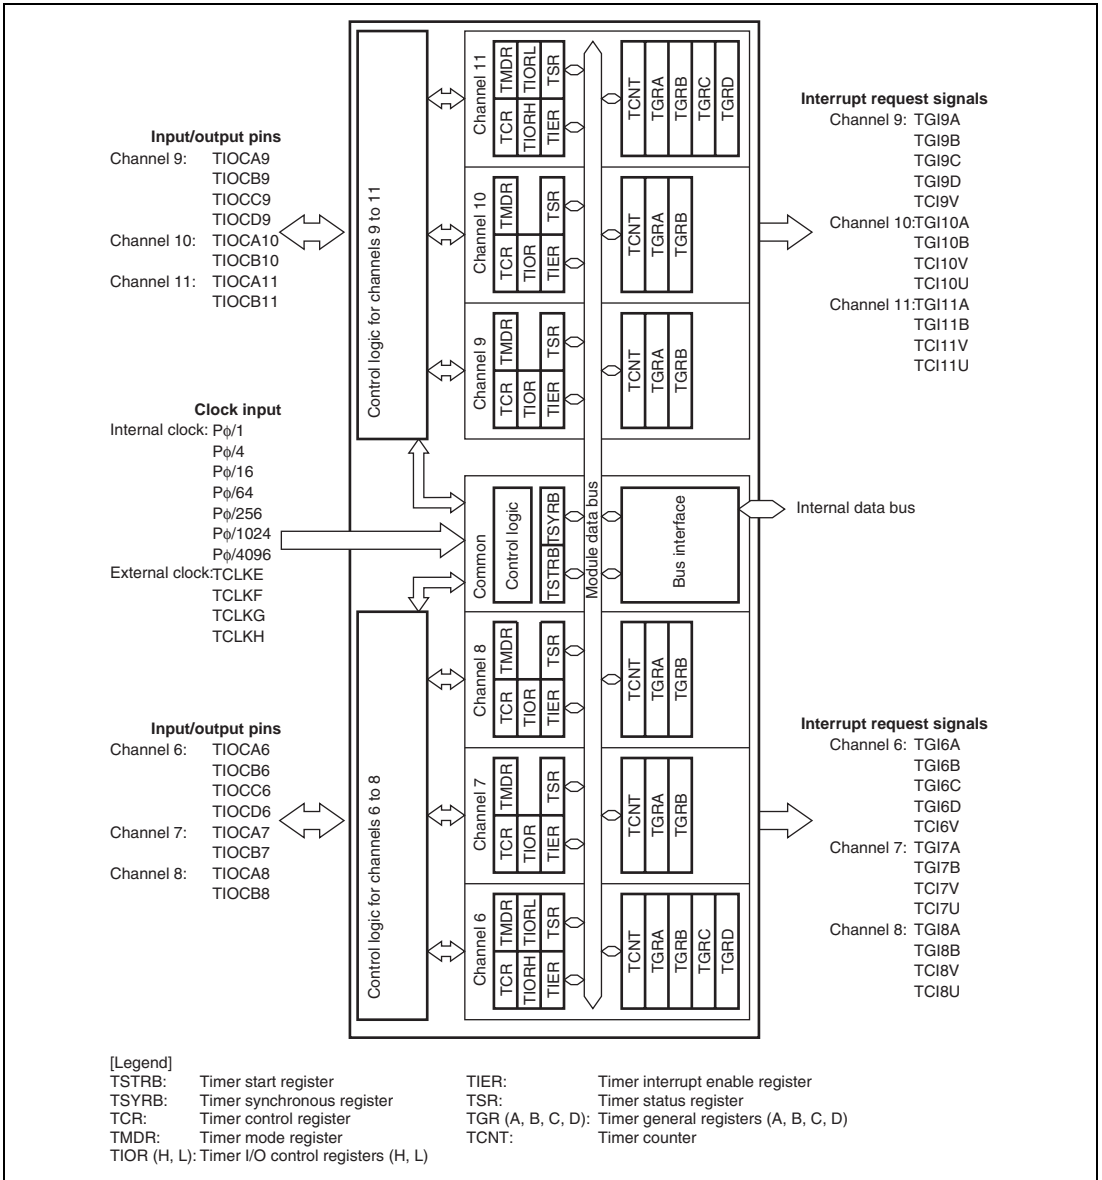 Input/output pins
Channel 9: TIOCA9
TIOCB9
TIOCC9
TIOCD9
Channel 10: TIOCA10
TIOCB10
Channel 11: TIOCA11
TIOCB11
Clock input
Internal clock: Pφ/1
Pφ/4
Pφ/16
Pφ/64
Pφ/256
Pφ/1024
Pφ/4096
External clock:TCLKE
TCLKF
TCLKG
TCLKH
Input/output pins
Channel 6: TIOCA6
TIOCB6
TIOCC6
TIOCD6
Channel 7: TIOCA7
TIOCB7
Channel 8: TIOCA8
TIOCB8
Control logic for channels 9 to 11
Control logic for channels 6 to 8
Channel 11
TCR TMDR
TIORH TIORL
TIER TSR
TCNT
TGRA
TGRB
TGRC
TGRD
Channel 10
TCR TMDR
TIOR
TIER TSR
TCNT
TGRA
TGRB
Channel 9
TCR TMDR
TIOR
TIER TSR
TCNT
TGRA
TGRB
Common
Control logic
TSTRB TSYRB
Module data bus
Bus interface
Channel 8
TCR TMDR
TIOR
TIER TSR
TCNT
TGRA
TGRB
Channel 7
TCR TMDR
TIOR
TIER TSR
TCNT
TGRA
TGRB
Channel 6
TCR TMDR
TIORH TIORL
TIER TSR
TCNT
TGRA
TGRB
TGRC
TGRD
Interrupt request signals
Channel 9: TGI9A
TGI9B
TGI9C
TGI9D
TCI9V
Channel 10:TGI10A
TGI10B
TCI10V
TCI10U
Channel 11:TGI11A
TGI11B
TCI11V
TCI11U
Internal data bus
Interrupt request signals
Channel 6: TGI6A
TGI6B
TGI6C
TGI6D
TCI6V
Channel 7: TGI7A
TGI7B
TCI7V
TCI7U
Channel 8: TGI8A
TGI8B
TCI8V
TCI8U
[Legend]
TSTRB: Timer start register
TSYRB: Timer synchronous register
TCR: Timer control register
TMDR: Timer mode register
TIOR (H, L): Timer I/O control registers (H, L)
TIER: Timer interrupt enable register
TSR: Timer status register
TGR (A, B, C, D): Timer general registers (A, B, C, D)
TCNT: Timer counter